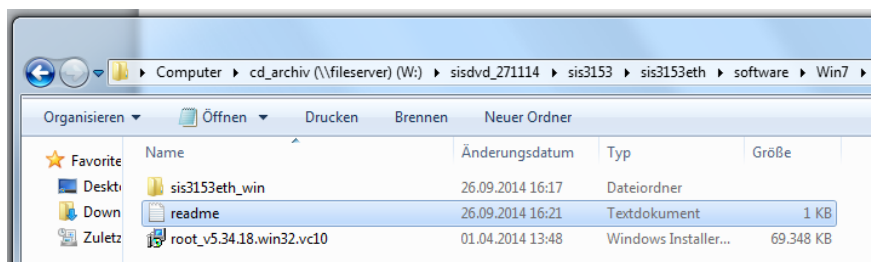 Computer cd_archiv (\\fileserver) (W:) sisdvd_271114 sis3153 sis3153eth software Win7
Organisieren Öffnen Drucken Brennen Neuer Ordner
Favorite Name Änderungsdatum Typ Größe
Deskt sis3153eth_win 26.09.2014 16:17 Dateiordner
Down readme 26.09.2014 16:21 Textdokument 1 KB
Zuletz root_v5.34.18.win32.vc10 01.04.2014 13:48 Windows Installer... 69.348 KB